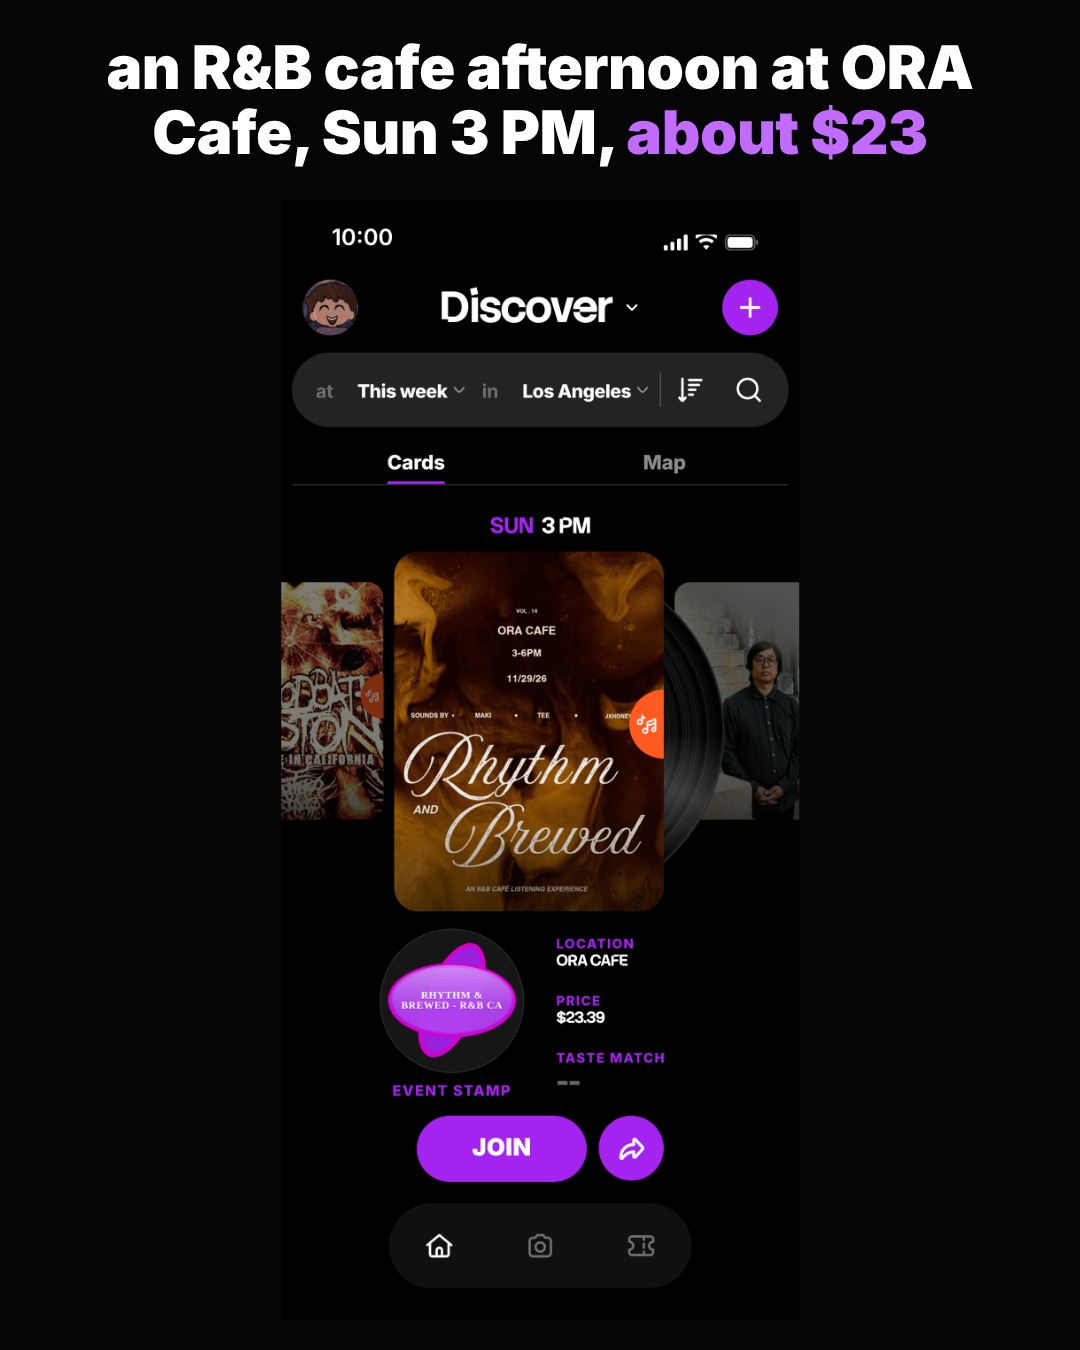 an R&B cafe afternoon at ORA
Cafe, Sun 3 PM, about $23
10:00
Discover
at This week in Los Angeles
Cards Map
SUN 3 PM
VOL. 14
ORA CAFE
3-6PM
11/29/26
SOUNDS BY • MAKI • TEE • JXHONEY
Rhythm
AND
Brewed
AN R&B CAFÉ LISTENING EXPERIENCE
STON
E IN CALIFORNIA
RHYTHM &
BREWED - R&B CA
EVENT STAMP
LOCATION
ORA CAFE
PRICE
$23.39
TASTE MATCH
--
JOIN